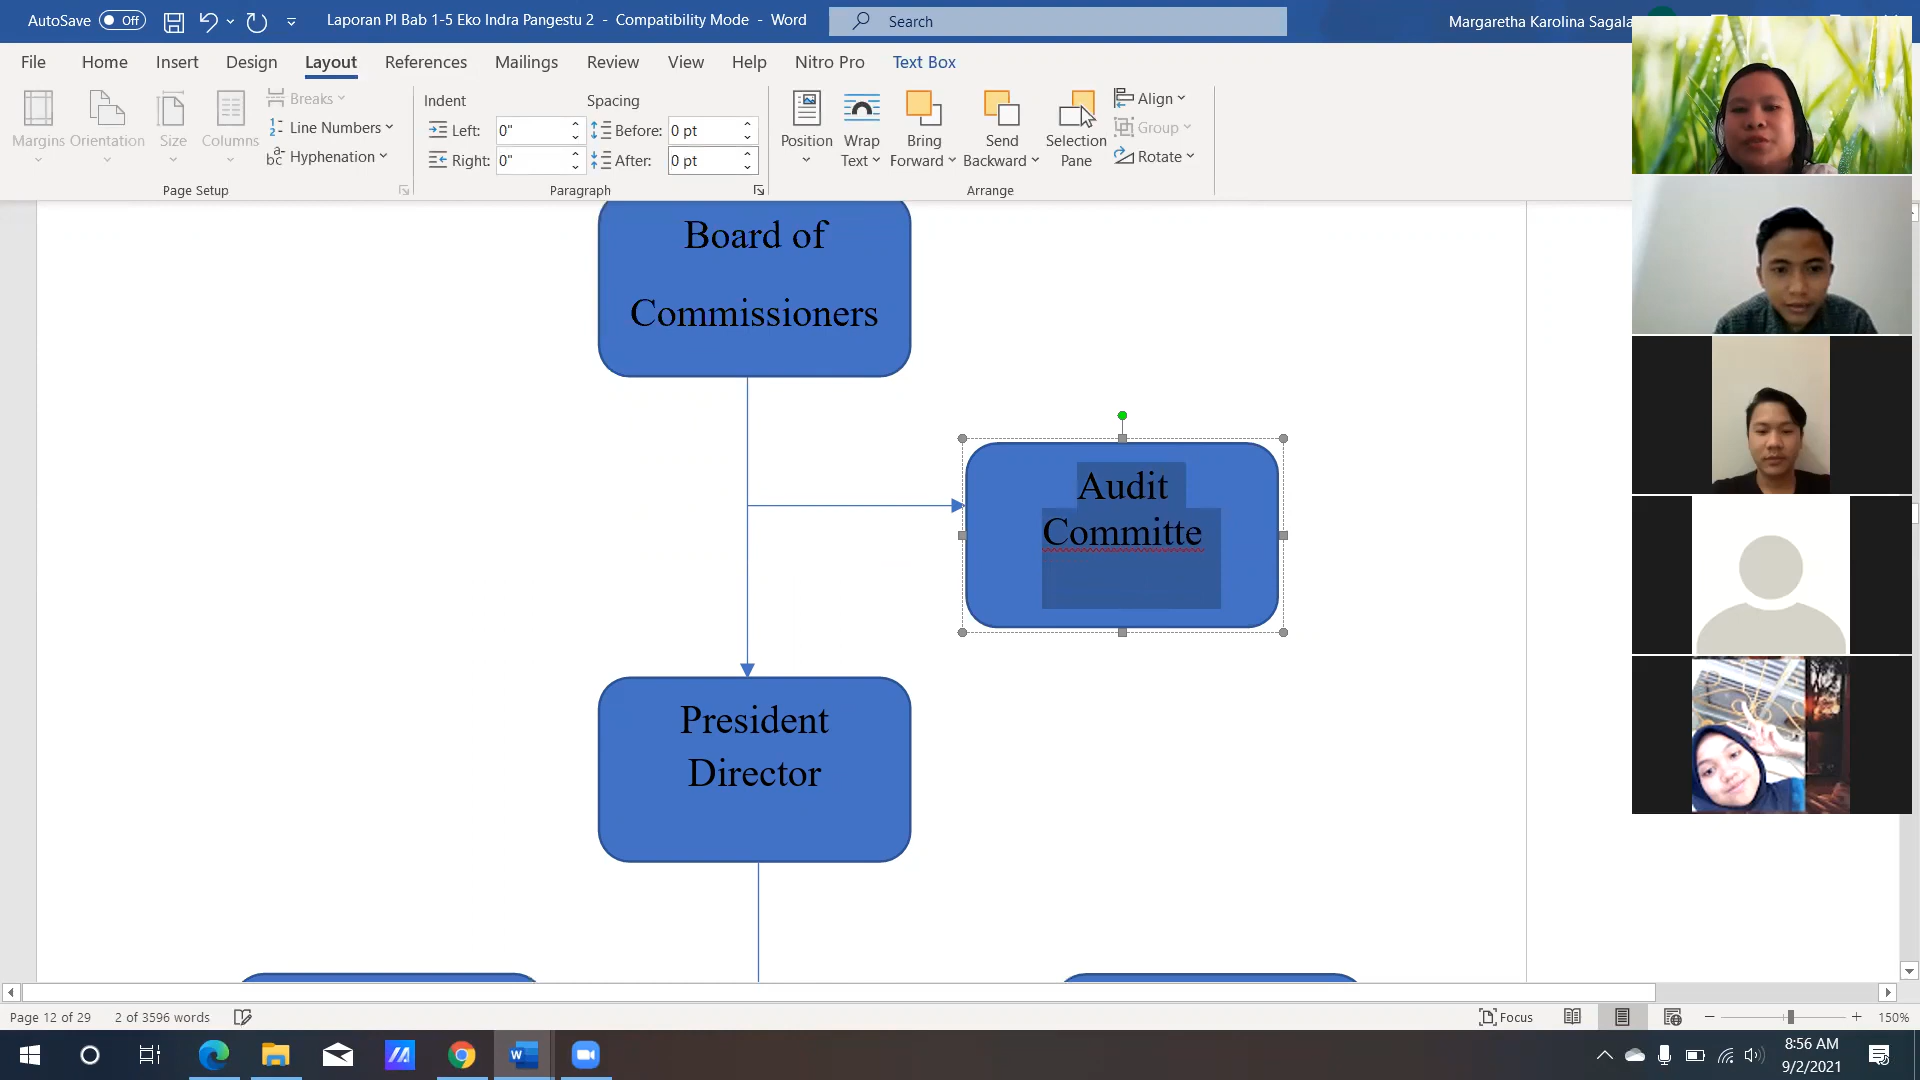 AutoSave Off
Laporan PI Bab 1-5 Eko Indra Pangestu 2 - Compatibility Mode - Word
Search
Margaretha Karolina Sagala
File Home Insert Design Layout References Mailings Review View Help Nitro Pro Text Box
Margins
Orientation
Size
Columns
Breaks
Line Numbers
Hyphenation
Page Setup
Indent
Left: 0"
Right: 0"
Spacing
Before: 0 pt
After: 0 pt
Paragraph
Position
Wrap
Text
Bring
Forward
Send
Backward
Selection
Pane
Align
Group
Rotate
Arrange
Board of
Commissioners
Audit
Committe
President
Director
Page 12 of 29 2 of 3596 words
Focus
150%
8:56 AM
9/2/2021